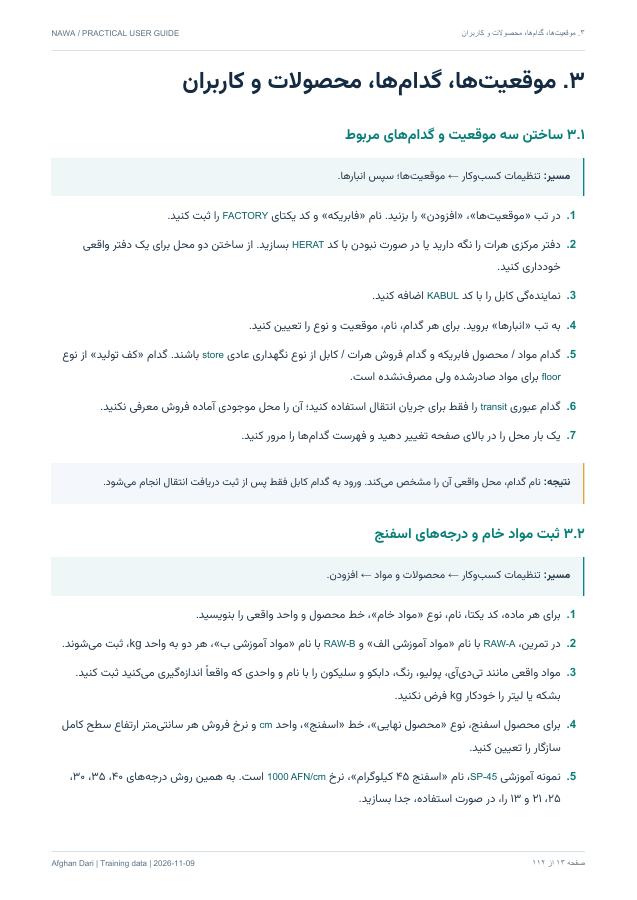 ۳. موقعیت‌ها، گدام‌ها، محصولات و کاربران
NAWA / PRACTICAL USER GUIDE
۳. موقعیت‌ها، گدام‌ها، محصولات و کاربران
۳.۱ ساختن سه موقعیت و گدام‌های مربوط
مسیر: تنظیمات کسب‌وکار ← موقعیت‌ها؛ سپس انبارها.
1. در تب «موقعیت‌ها»، «افزودن» را بزنید. نام «فابریکه» و کد یکتای FACTORY را ثبت کنید.
2. دفتر مرکزی هرات را نگه دارید یا در صورت نبودن با کد HERAT بسازید. از ساختن دو محل برای یک دفتر واقعی
خودداری کنید.
3. نماینده‌گی کابل را با کد KABUL اضافه کنید.
4. به تب «انبارها» بروید. برای هر گدام، نام، موقعیت و نوع را تعیین کنید.
5. گدام مواد / محصول فابریکه و گدام فروش هرات / کابل از نوع نگهداری عادی store باشند. گدام «کف تولید» از نوع
floor برای مواد صادرشده ولی مصرف‌نشده است.
6. گدام عبوری transit را فقط برای جریان انتقال استفاده کنید؛ آن را محل موجودی آماده فروش معرفی نکنید.
7. یک بار محل را در بالای صفحه تغییر دهید و فهرست گدام‌ها را مرور کنید.
نتیجه: نام گدام، محل واقعی آن را مشخص می‌کند. ورود به گدام کابل فقط پس از ثبت دریافت انتقال انجام می‌شود.
۳.۲ ثبت مواد خام و درجه‌های اسفنج
مسیر: تنظیمات کسب‌وکار ← محصولات و مواد ← افزودن.
1. برای هر ماده، کد یکتا، نام، نوع «مواد خام»، خط محصول و واحد واقعی را بنویسید.
2. در تمرین، RAW-A با نام «مواد آموزشی الف» و RAW-B با نام «مواد آموزشی ب»، هر دو به واحد kg، ثبت می‌شوند.
3. مواد واقعی مانند تی‌دی‌آی، پولیو، رنگ، دابکو و سلیکون را با نام و واحدی که واقعاً اندازه‌گیری می‌کنید ثبت کنید.
بشکه یا لیتر را خودکار kg فرض نکنید.
4. برای محصول اسفنج، نوع «محصول نهایی»، خط «اسفنج»، واحد cm و نرخ فروش هر سانتی‌متر ارتفاع سطح کامل
سازگار را تعیین کنید.
5. نمونه آموزشی SP-45، نام «اسفنج ۴۵ کیلوگرام»، نرخ 1000 AFN/cm است. به همین روش درجه‌های ۴۰، ۳۵، ۳۰،
۲۵، ۲۱ و ۱۳ را، در صورت استفاده، جدا بسازید.
صفحه ۱۳ از ۱۱۲
Afghan Dari | Training data | 2026-11-09